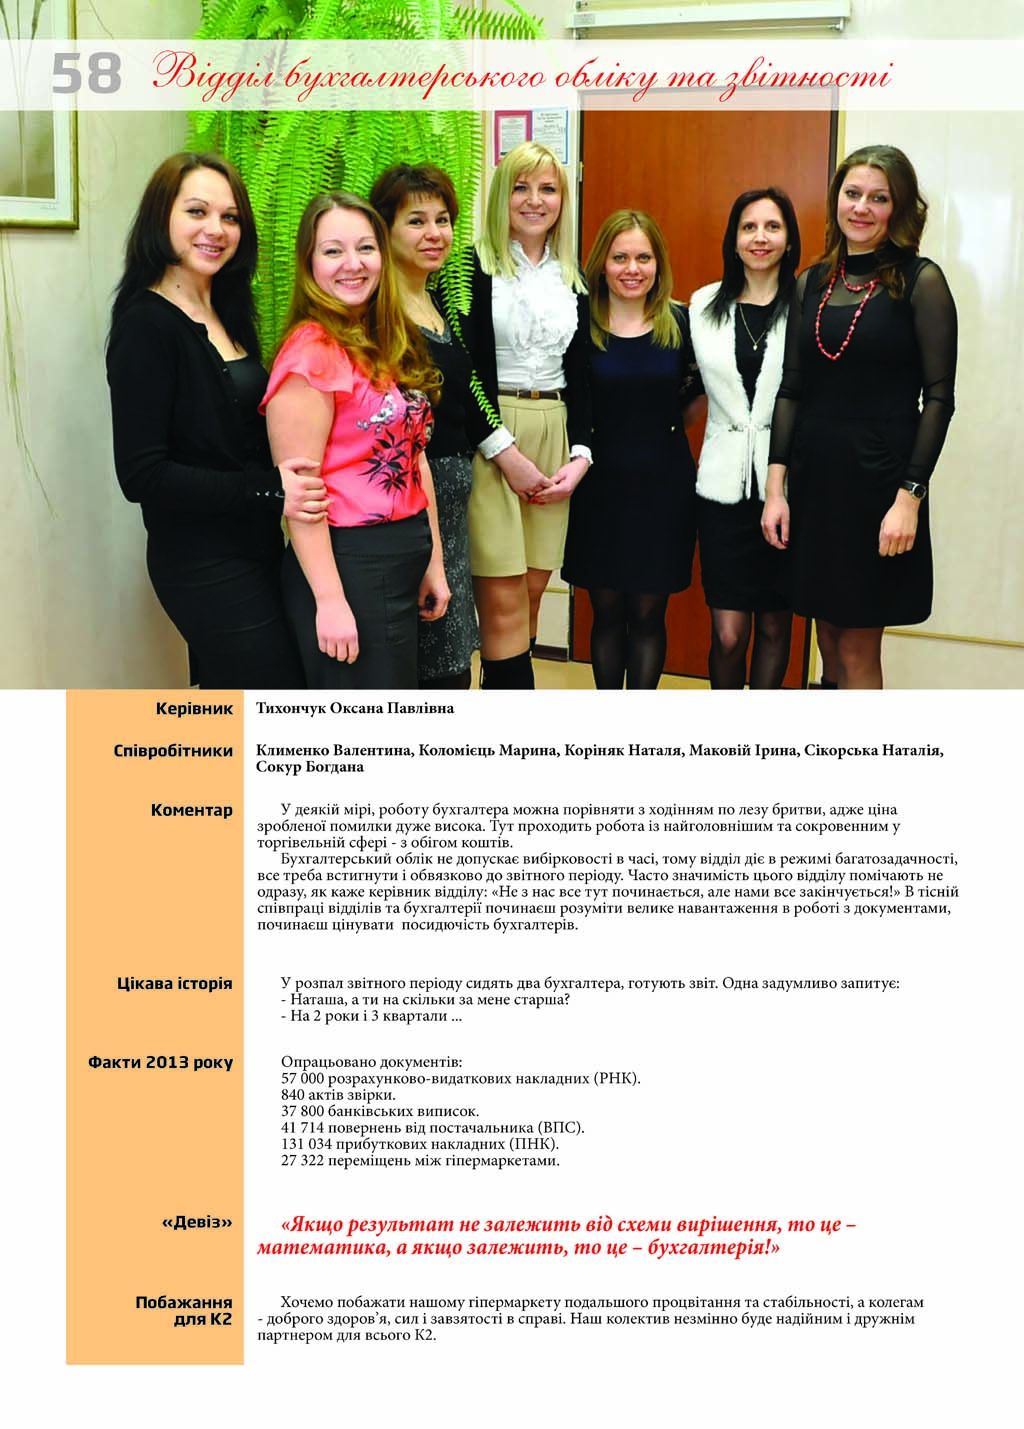 58 Відділ бухгалтерського обліку та звітності
Керівник
Тихончук Оксана Павлівна
Співробітники
Клименко Валентина, Коломієць Марина, Коріняк Наталя, Маковій Ірина, Сікорська Наталія,
Сокур Богдана
Коментар
У деякій мірі, роботу бухгалтера можна порівняти з ходінням по лезу бритви, адже ціна
зробленої помилки дуже висока. Тут проходить робота із найголовнішим та сокровенним у
торгівельній сфері - з обігом коштів.
Бухгалтерський облік не допускає вибірковості в часі, тому відділ діє в режимі багатозадачності,
все треба встигнути і обвязково до звітного періоду. Часто значимість цього відділу помічають не
одразу, як каже керівник відділу: «Не з нас все тут починається, але нами все закінчується!» В тісній
співпраці відділів та бухгалтерії починаєш розуміти велике навантаження в роботі з документами,
починаєш цінувати посидючість бухгалтерів.
Цікава історія
У розпал звітного періоду сидять два бухгалтера, готують звіт. Одна задумливо запитує:
- Наташа, а ти на скільки за мене старша?
- На 2 роки і 3 квартали ...
Факти 2013 року
Опрацьовано документів:
57 000 розрахунково-видаткових накладних (РНК).
840 актів звірки.
37 800 банківських виписок.
41 714 повернень від постачальника (ВПС).
131 034 прибуткових накладних (ПНК).
27 322 переміщень між гіпермаркетами.
«Девіз»
«Якщо результат не залежить від схеми вирішення, то це –
математика, а якщо залежить, то це – бухгалтерія!»
Побажання
для К2
Хочемо побажати нашому гіпермаркету подальшого процвітання та стабільності, а колегам
- доброго здоров’я, сил і завзятості в справі. Наш колектив незмінно буде надійним і дружнім
партнером для всього К2.